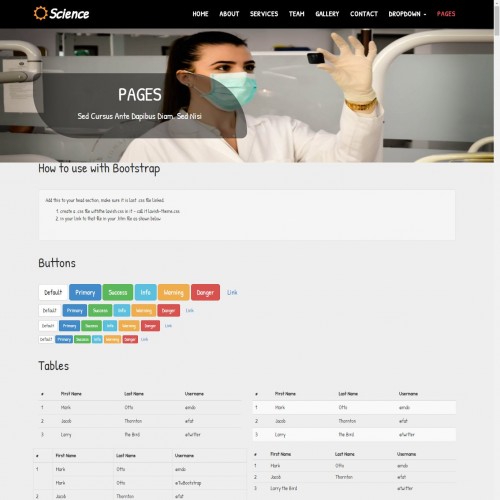 Science
HOME ABOUT SERVICES TEAM GALLERY CONTACT DROPDOWN PAGES
PAGES
Sed Cursus Ante Dapibus Diam. Sed Nisi
How to use with Bootstrap
Add this to your head section, make sure it is last .css file linked.
1. create a .css file with the lavish.css in it - call it lavish-theme.css
2. in your link to that file in your .htm file as shown below
Buttons
Default Primary Success Info Warning Danger Link
Default Primary Success Info Warning Danger Link
Default Primary Success Info Warning Danger Link
Default Primary Success Info Warning Danger Link
Tables
# First Name Last Name Username
1 Mark Otto @mdo
2 Jacob Thornton @fat
3 Larry the Bird @twitter
# First Name Last Name Username
1 Mark Otto @mdo
2 Jacob Thornton @fat
3 Larry the Bird @twitter
# First Name Last Name Username
1 Mark Otto @mdo
Mark Otto @TwBootstrap
Jacob Thornton @fat
# First Name Last Name Username
1 Mark Otto @mdo
2 Jacob Thornton @fat
3 Larry the Bird @twitter